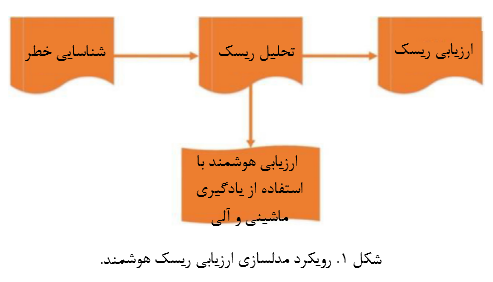 شناسایی خطر
تحلیل ریسک
ارزیابی ریسک
ارزیابی هوشمند با
استفاده از یادگیری
ماشینی و آلی
شکل ۱. رویکرد مدلسازی ارزیابی ریسک هوشمند.